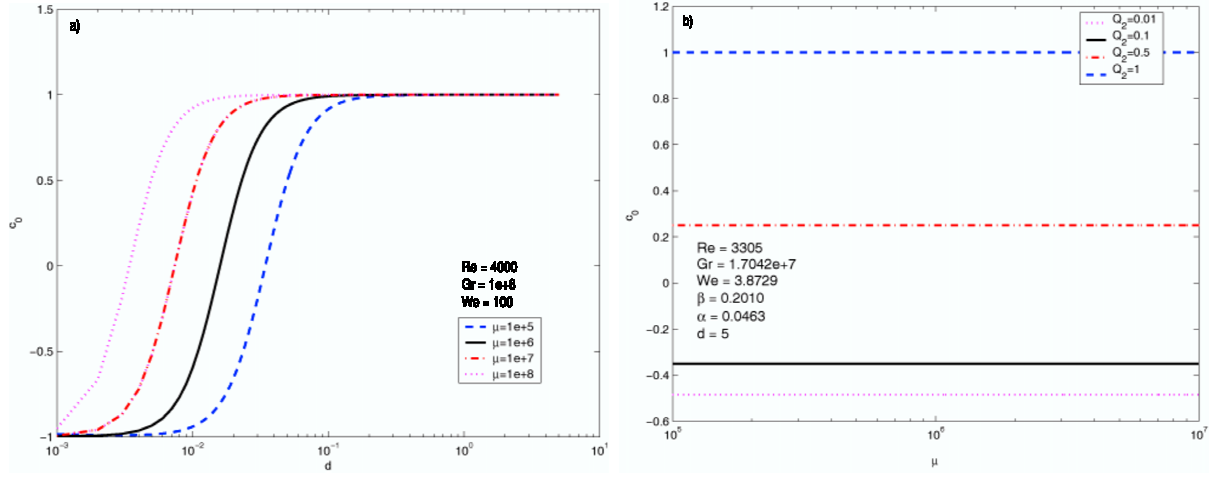 a)
1.5
1
0.5
0
−0.5
−1
c0
10−3
10−2
10−1
100
101
d
Re = 4000
Gr = 1e+8
We = 100
μ=1e+5
μ=1e+6
μ=1e+7
μ=1e+8
b)
1.2
1
0.8
0.6
0.4
0.2
0
−0.2
−0.4
−0.6
c0
105
106
107
μ
Q2=0.01
Q2=0.1
Q2=0.5
Q2=1
Re = 3305
Gr = 1.7042e+7
We = 3.8729
β = 0.2010
α = 0.0463
d = 5